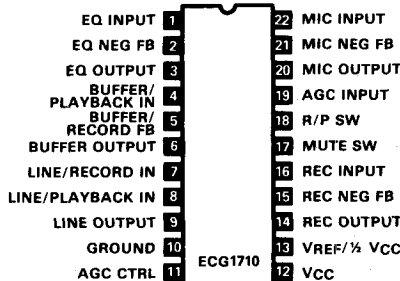 EQ INPUT 1
EQ NEG FB 2
EQ OUTPUT 3
BUFFER/
PLAYBACK IN 4
BUFFER/
RECORD FB 5
BUFFER OUTPUT 6
LINE/RECORD IN 7
LINE/PLAYBACK IN 8
LINE OUTPUT 9
GROUND 10
AGC CTRL 11
ECG1710
22 MIC INPUT
21 MIC NEG FB
20 MIC OUTPUT
19 AGC INPUT
18 R/P SW
17 MUTE SW
16 REC INPUT
15 REC NEG FB
14 REC OUTPUT
13 VREF/½ VCC
12 VCC